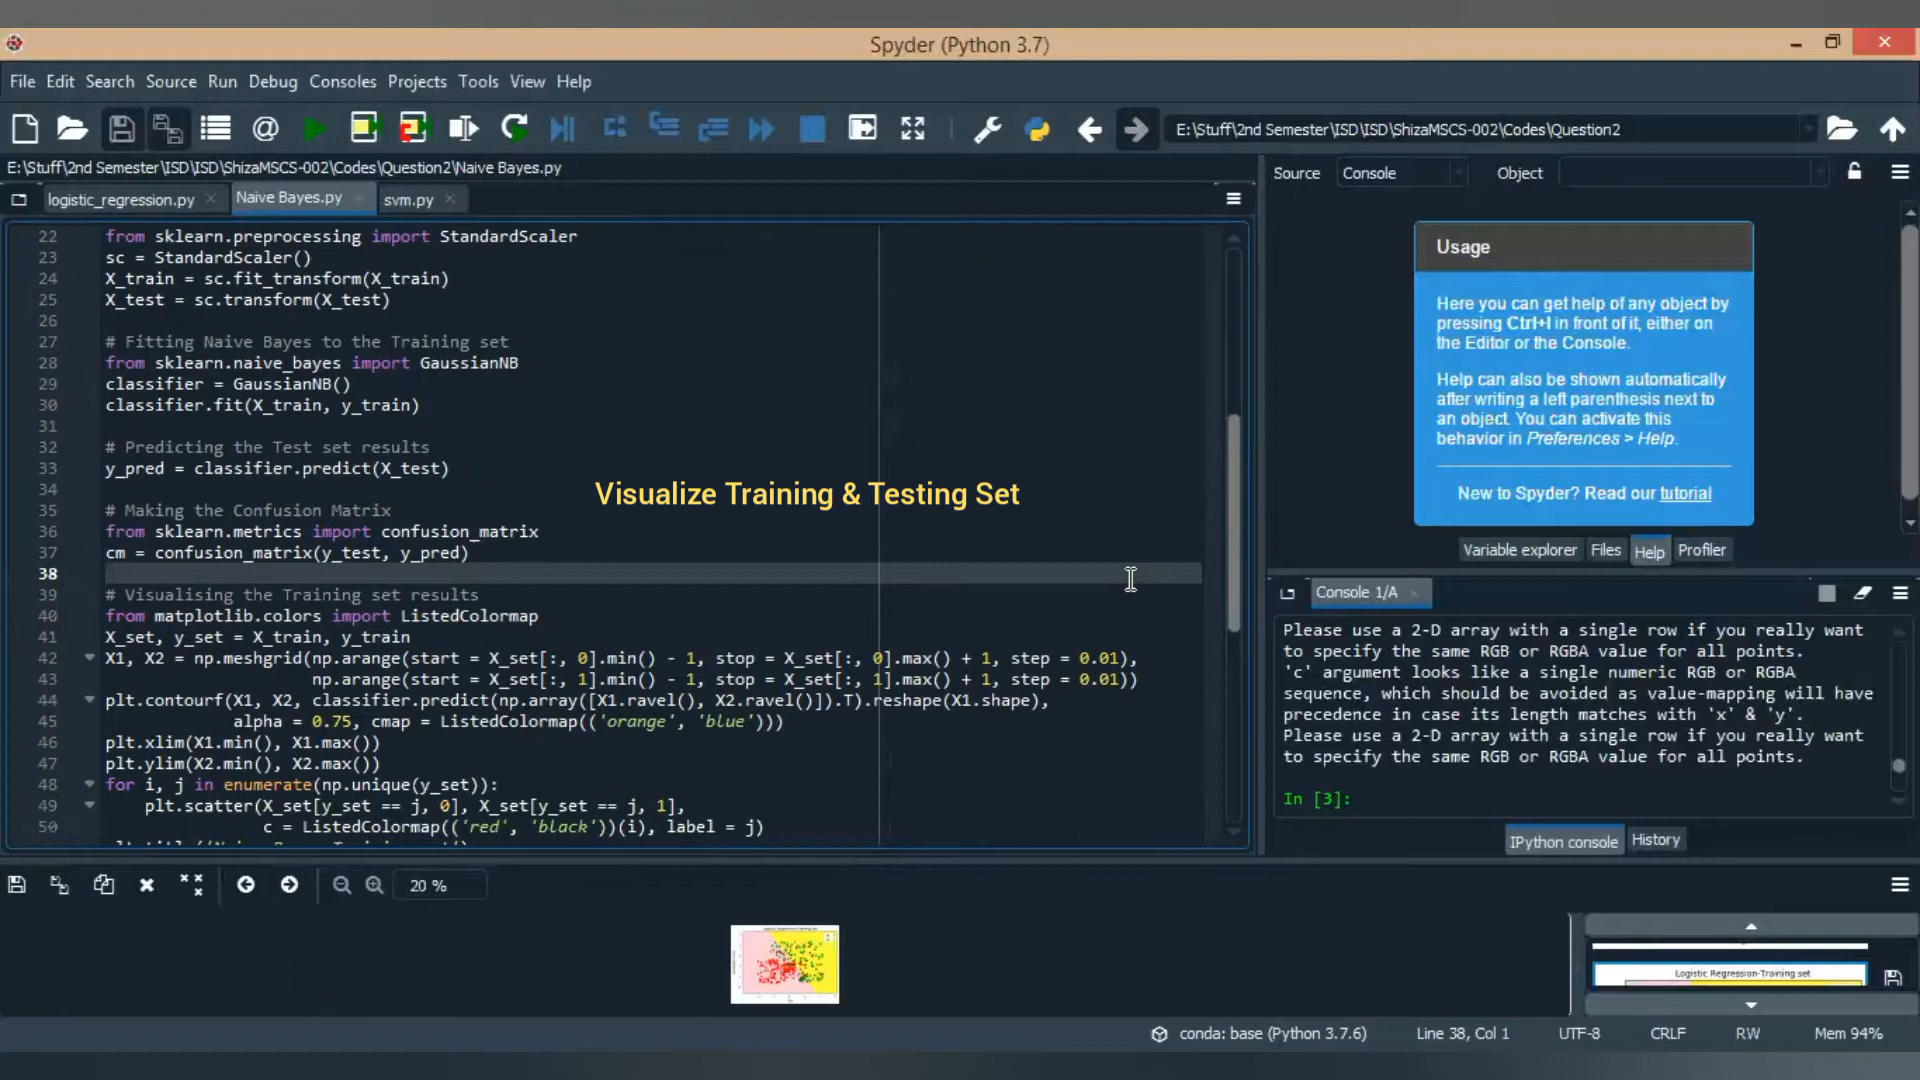 Spyder (Python 3.7)
File Edit Search Source Run Debug Consoles Projects Tools View Help
E:\Stuff\2nd Semester\ISD\ISD\ShizaMSCS-002\Codes\Question2
E:\Stuff\2nd Semester\ISD\ISD\ShizaMSCS-002\Codes\Question2\Naive Bayes.py
logistic_regression.py Naive Bayes.py svm.py
22 from sklearn.preprocessing import StandardScaler
23 sc = StandardScaler()
24 X_train = sc.fit_transform(X_train)
25 X_test = sc.transform(X_test)
26
27 # Fitting Naive Bayes to the Training set
28 from sklearn.naive_bayes import GaussianNB
29 classifier = GaussianNB()
30 classifier.fit(X_train, y_train)
31
32 # Predicting the Test set results
33 y_pred = classifier.predict(X_test)
34
Visualize Training & Testing Set
35 # Making the Confusion Matrix
36 from sklearn.metrics import confusion_matrix
37 cm = confusion_matrix(y_test, y_pred)
38
39 # Visualising the Training set results
40 from matplotlib.colors import ListedColormap
41 X_set, y_set = X_train, y_train
42 X1, X2 = np.meshgrid(np.arange(start = X_set[:, 0].min() - 1, stop = X_set[:, 0].max() + 1, step = 0.01),
43 np.arange(start = X_set[:, 1].min() - 1, stop = X_set[:, 1].max() + 1, step = 0.01))
44 plt.contourf(X1, X2, classifier.predict(np.array([X1.ravel(), X2.ravel()]).T).reshape(X1.shape),
45 alpha = 0.75, cmap = ListedColormap(('orange', 'blue')))
46 plt.xlim(X1.min(), X1.max())
47 plt.ylim(X2.min(), X2.max())
48 for i, j in enumerate(np.unique(y_set)):
49 plt.scatter(X_set[y_set == j, 0], X_set[y_set == j, 1],
50 c = ListedColormap(('red', 'black'))(i), label = j)
Source Console Object
Usage
Here you can get help of any object by
pressing Ctrl+I in front of it, either on
the Editor or the Console.
Help can also be shown automatically
after writing a left parenthesis next to
an object. You can activate this
behavior in Preferences > Help.
New to Spyder? Read our tutorial
Variable explorer Files Help Profiler
Console 1/A
Please use a 2-D array with a single row if you really want
to specify the same RGB or RGBA value for all points.
'c' argument looks like a single numeric RGB or RGBA
sequence, which should be avoided as value-mapping will have
precedence in case its length matches with 'x' & 'y'.
Please use a 2-D array with a single row if you really want
to specify the same RGB or RGBA value for all points.
In [3]:
IPython console History
20 %
Logistic Regression-Training set
conda: base (Python 3.7.6) Line 38, Col 1 UTF-8 CRLF RW Mem 94%